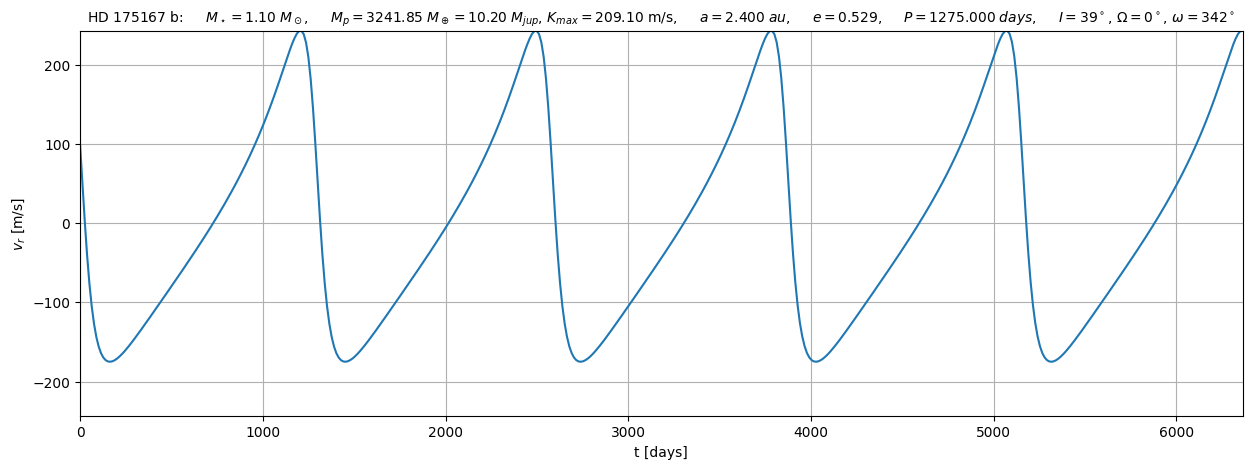 HD 175167 b: M⋆ = 1.10 M⊙, Mp = 3241.85 M⊕ = 10.20 Mjup, Kmax = 209.10 m/s, a = 2.400 au, e = 0.529, P = 1275.000 days, I = 39°, Ω = 0°, ω = 342°
200
100
0
−100
−200
vr [m/s]
0 1000 2000 3000 4000 5000 6000
t [days]